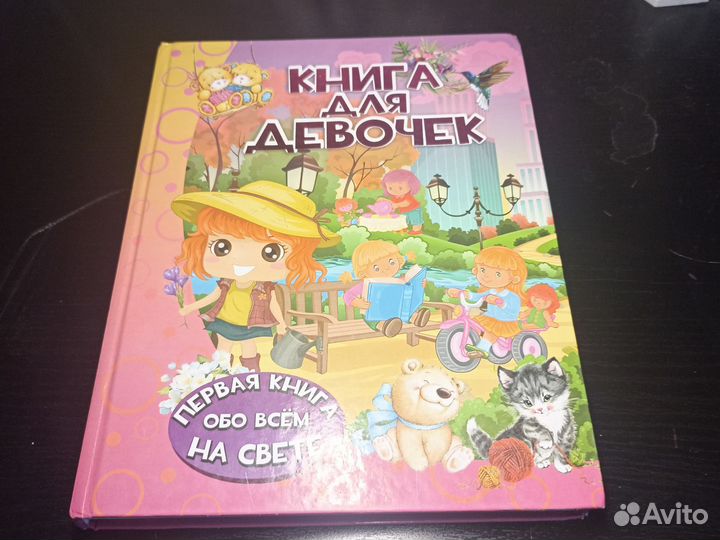 КНИГА
ДЛЯ
ДЕВОЧЕК
ПЕРВАЯ КНИГА
ОБО ВСЁМ
НА СВЕТЕ
Avito